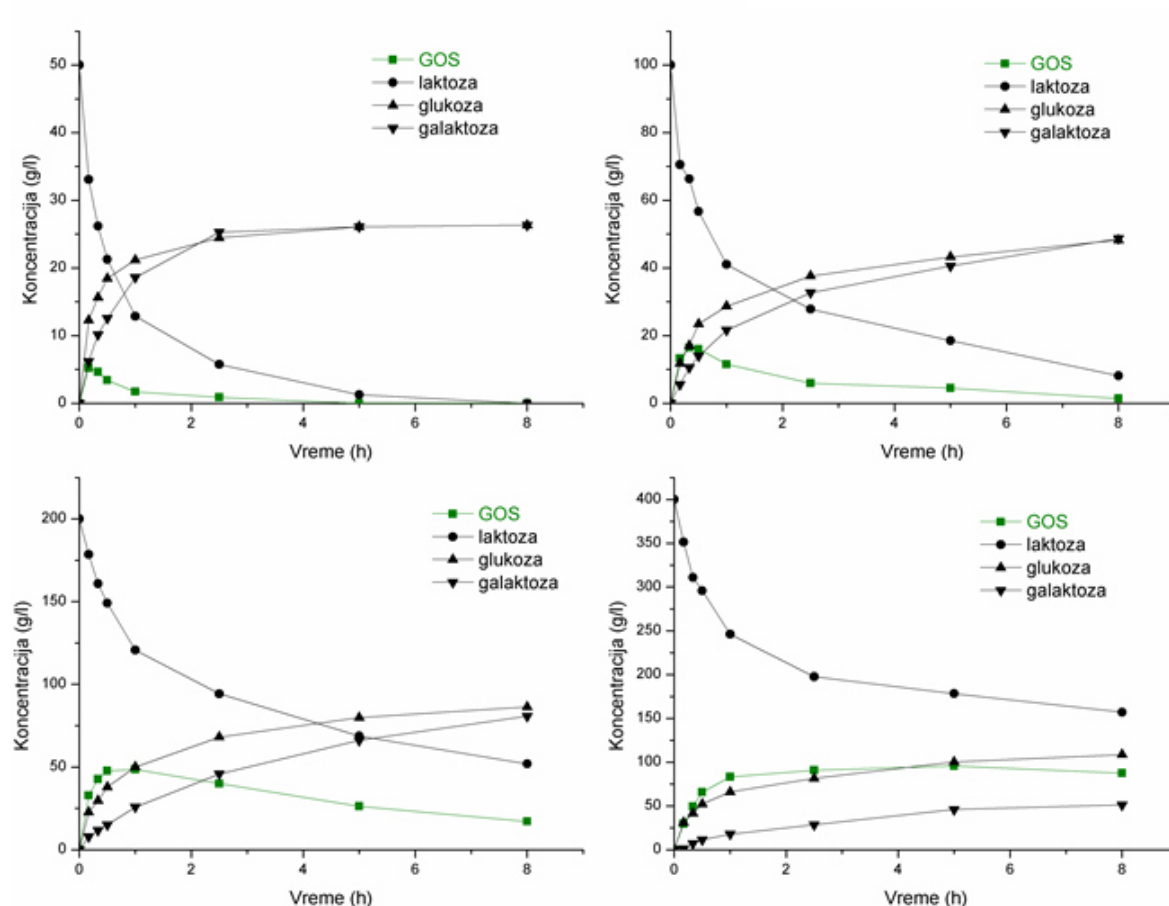 GOS
laktoza
glukoza
galaktoza
Koncentracija (g/l)
50
40
30
20
10
0
0 2 4 6 8
Vreme (h)
GOS
laktoza
glukoza
galaktoza
Koncentracija (g/l)
100
80
60
40
20
0
0 2 4 6 8
Vreme (h)
GOS
laktoza
glukoza
galaktoza
Koncentracija (g/l)
200
150
100
50
0
0 2 4 6 8
Vreme (h)
GOS
laktoza
glukoza
galaktoza
Koncentracija (g/l)
400
350
300
250
200
150
100
50
0
0 2 4 6 8
Vreme (h)